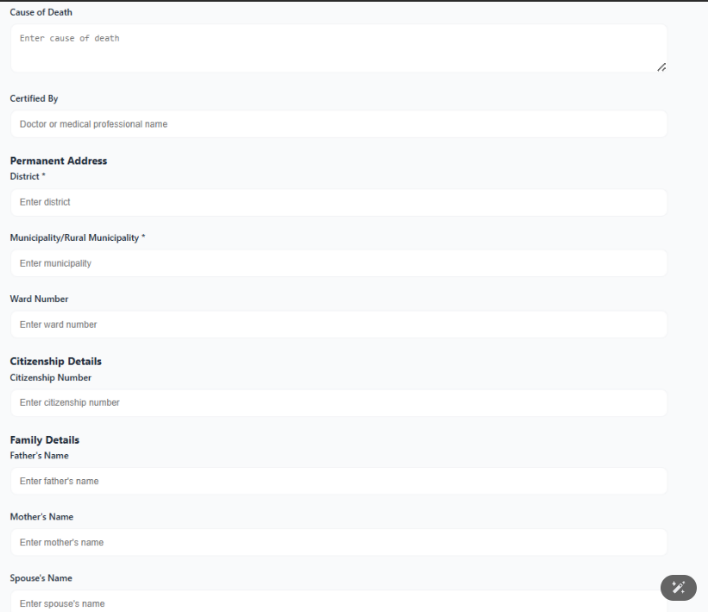 Cause of Death
Enter cause of death
Certified By
Doctor or medical professional name
Permanent Address
District *
Enter district
Municipality/Rural Municipality *
Enter municipality
Ward Number
Enter ward number
Citizenship Details
Citizenship Number
Enter citizenship number
Family Details
Father's Name
Enter father's name
Mother's Name
Enter mother's name
Spouse's Name
Enter spouse's name